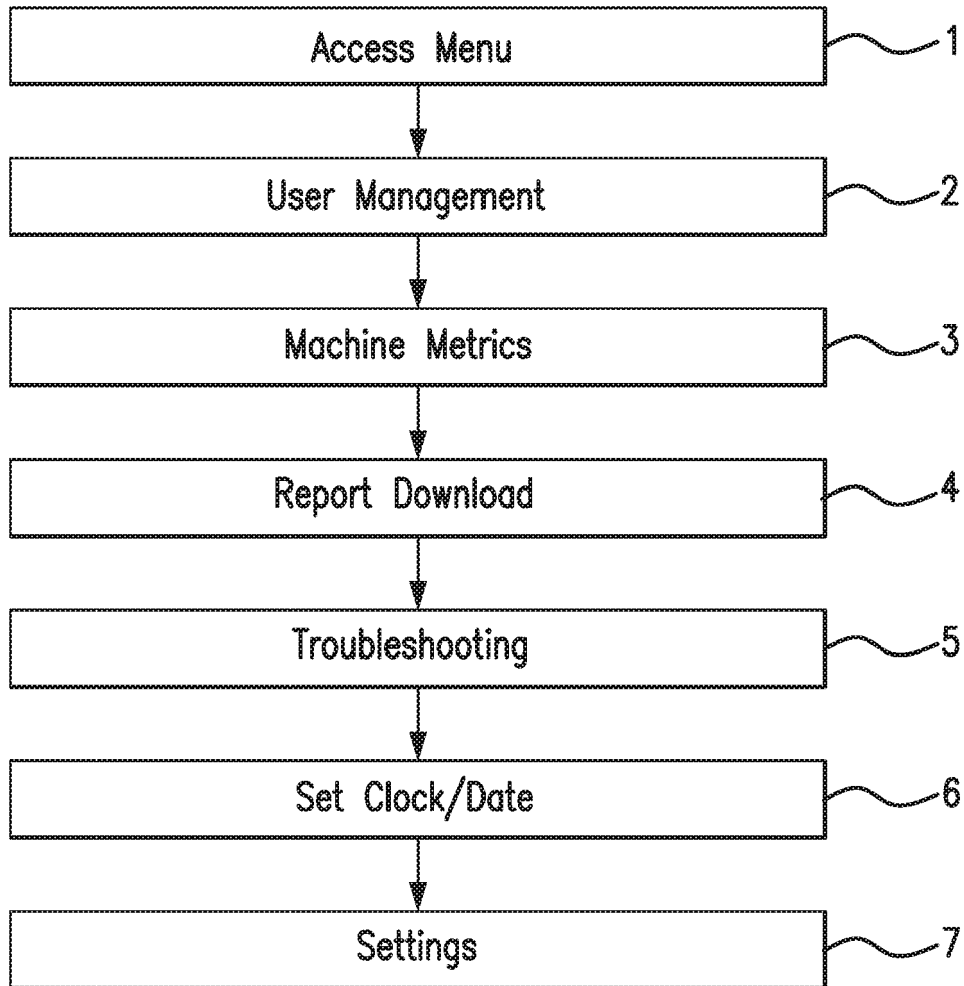 Access Menu 1
User Management 2
Machine Metrics 3
Report Download 4
Troubleshooting 5
Set Clock/Date 6
Settings 7